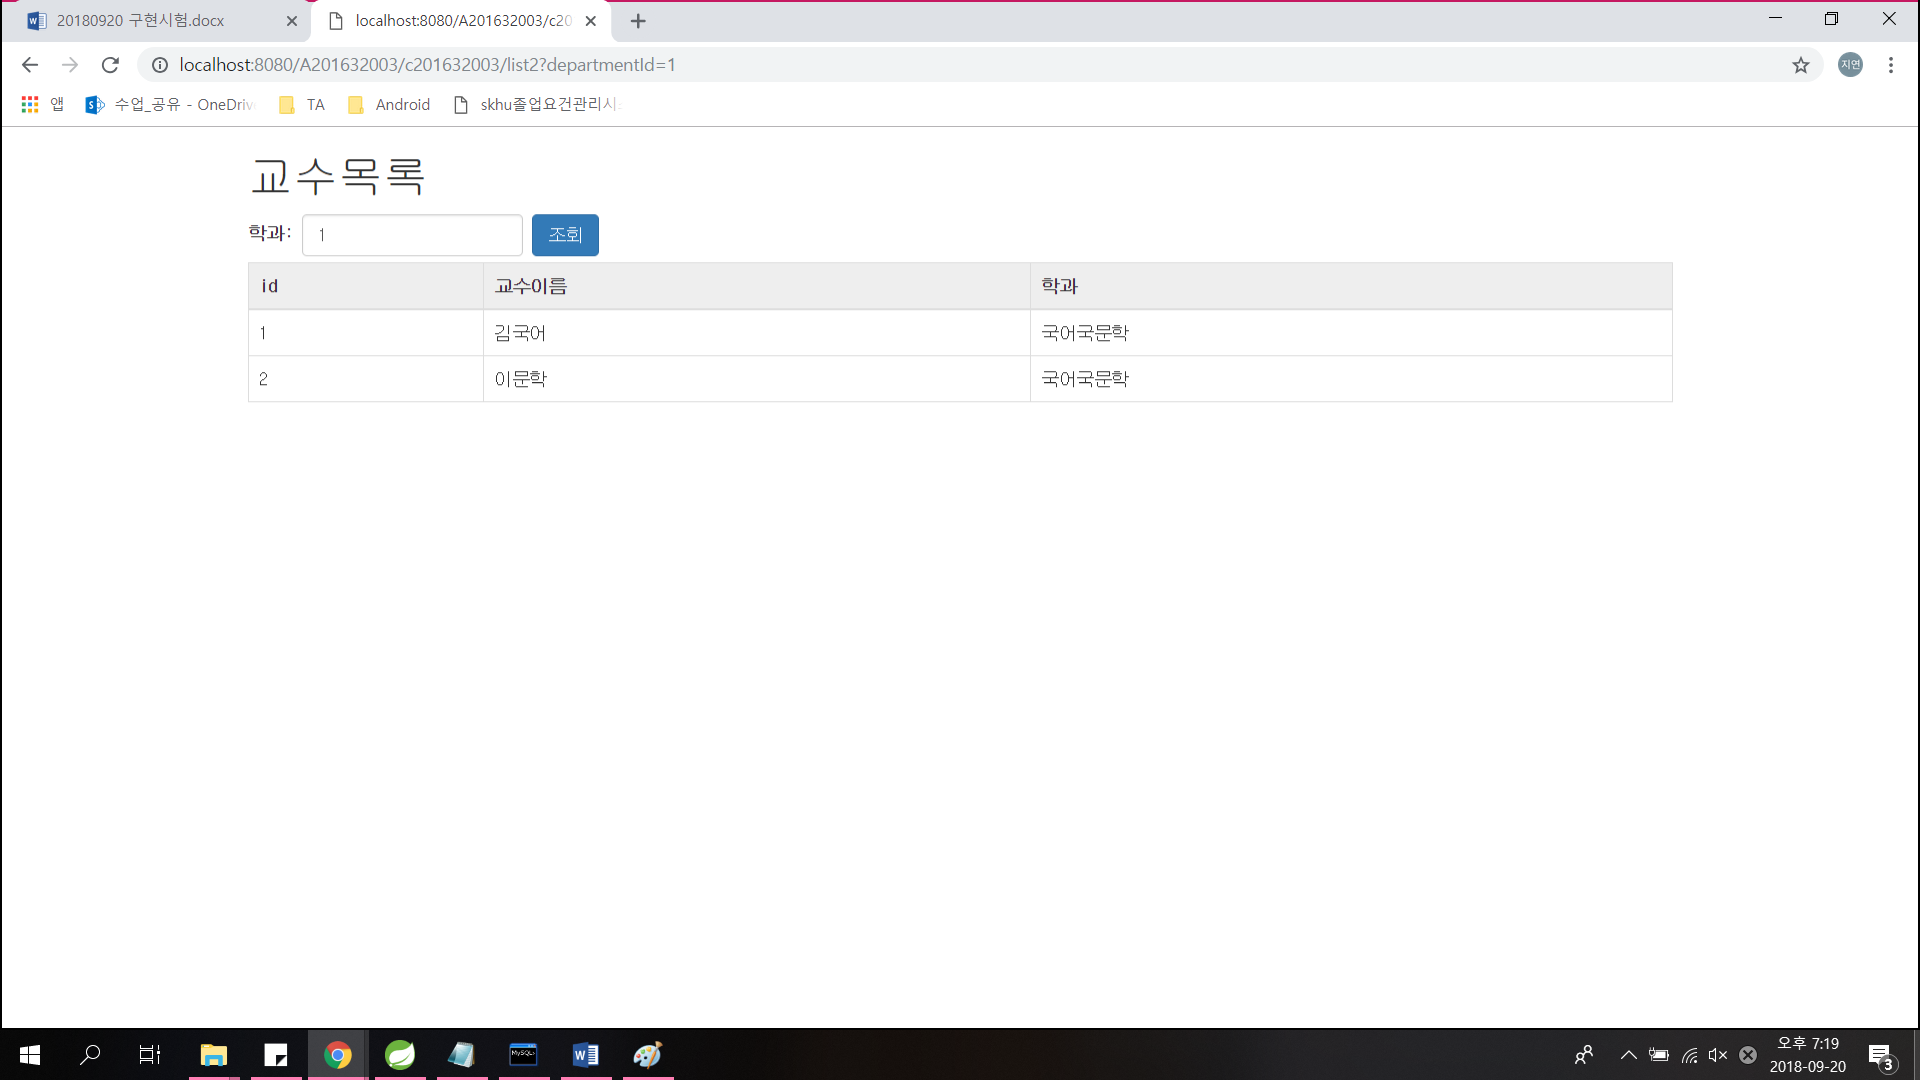 20180920 구현시험.docx
localhost:8080/A201632003/c20
localhost:8080/A201632003/c201632003/list2?departmentId=1
지연
앱 수업_공유 - OneDriv TA Android skhu졸업요건관리시
교수목록
학과: 1 조회
id 교수이름 학과
1 김국어 국어국문학
2 이문학 국어국문학
MySQL
오후 7:19
2018-09-20
3